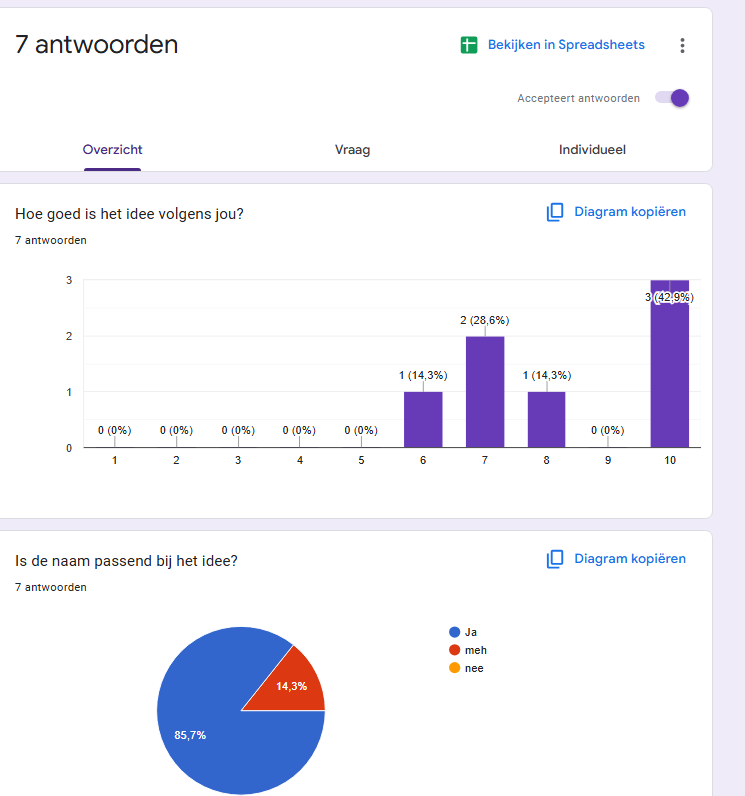 7 antwoorden
Bekijken in Spreadsheets
Accepteert antwoorden
Overzicht
Vraag
Individueel
Hoe goed is het idee volgens jou?
Diagram kopiëren
7 antwoorden
3
2
1
0
0 (0%)
0 (0%)
0 (0%)
0 (0%)
0 (0%)
1 (14,3%)
2 (28,6%)
1 (14,3%)
0 (0%)
3 (42,9%)
1
2
3
4
5
6
7
8
9
10
Is de naam passend bij het idee?
Diagram kopiëren
7 antwoorden
Ja
meh
nee
14,3%
85,7%